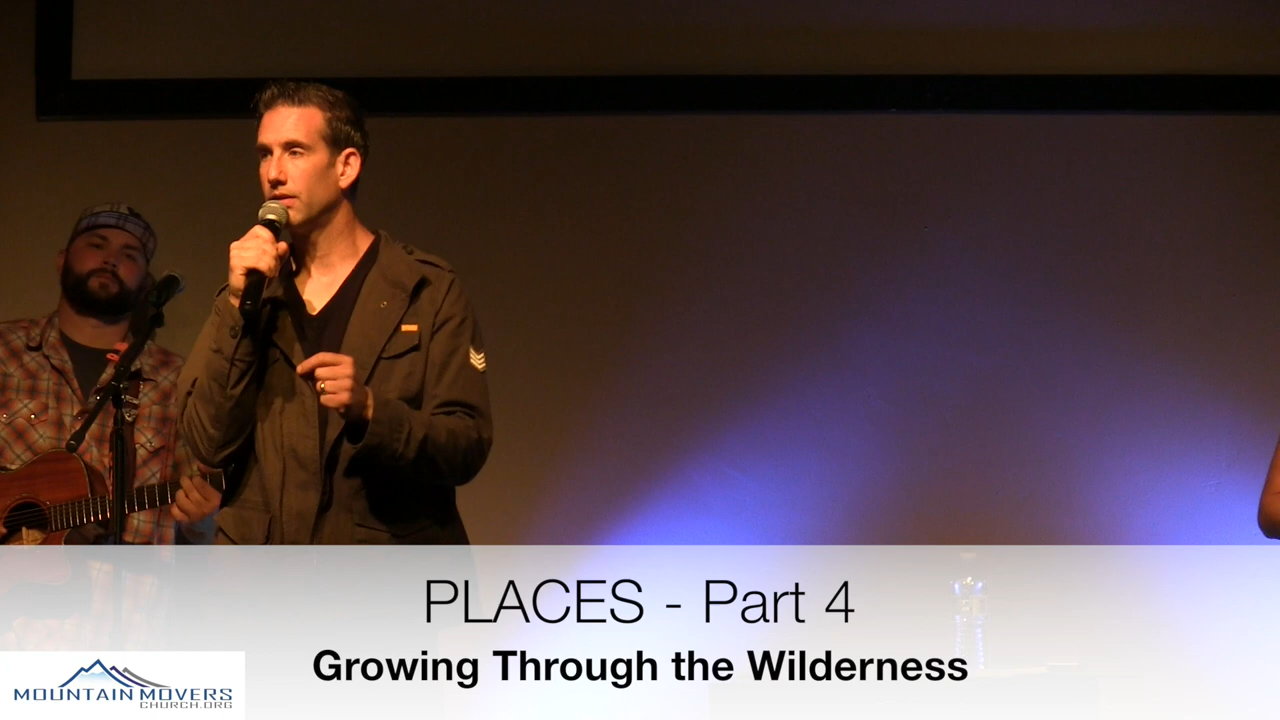 PLACES - Part 4
Growing Through the Wilderness
MOUNTAIN MOVERS
CHURCH.ORG